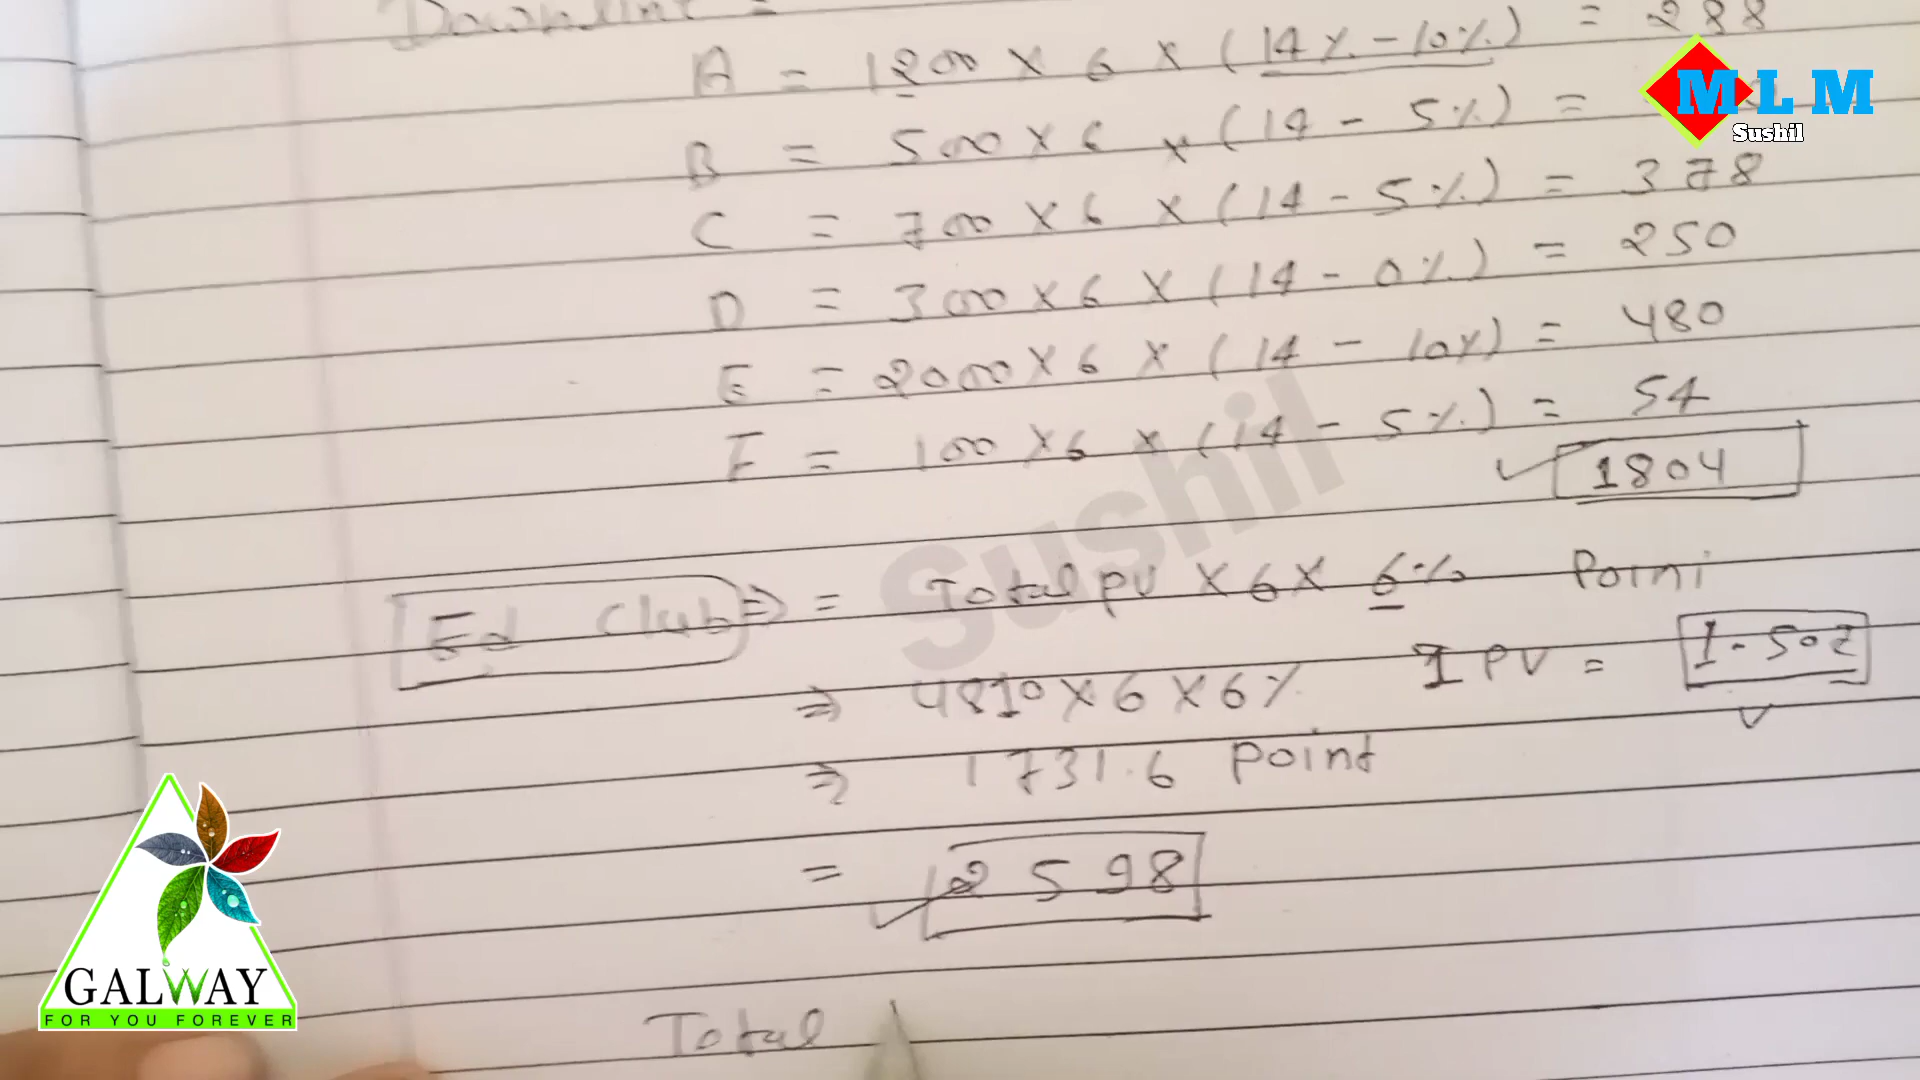 Downline =
A = 1200 X 6 X (14% - 10%) = 288
B = 500 X 6 X (14 - 5%) =
C = 700 X 6 X (14 - 5%) = 378
D = 300 X 6 X (14 - 0%) = 250
E = 2000 X 6 X (14 - 10%) = 480
F = 100 X 6 X (14 - 5%) = 54
1804
Ed Club ⇒ = Total PV X 6 X 6% Point
⇒ 4810 X 6 X 6% 1 PV =
⇒ 1731.6 Point
= 2598
Total
MLM
Sushil
Sushil
GALWAY
FOR YOU FOREVER